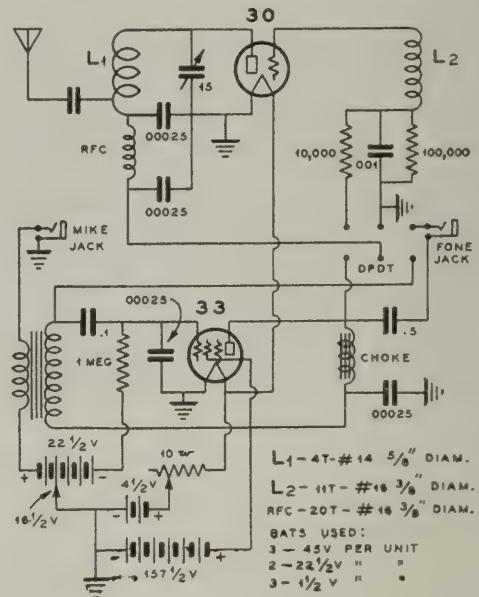 30
L1
L2
15
00025
RFC
00025
10,000
001
100,000
MIKE
JACK
FONE
JACK
DPDT
00025
33
.1
.5
1 MEG
CHOKE
00025
22 1/2 V
10 w
+
-
4 1/2 V
-
+
16 1/2 V
157 1/2 V
+
L1-4T-#14 5/8" DIAM.
L2-11T-#16 3/8" DIAM.
RFC-20T-#16 3/8" DIAM.
BATS USED:
3-45V PER UNIT
2-22 1/2V " "
3-1 1/2V " "